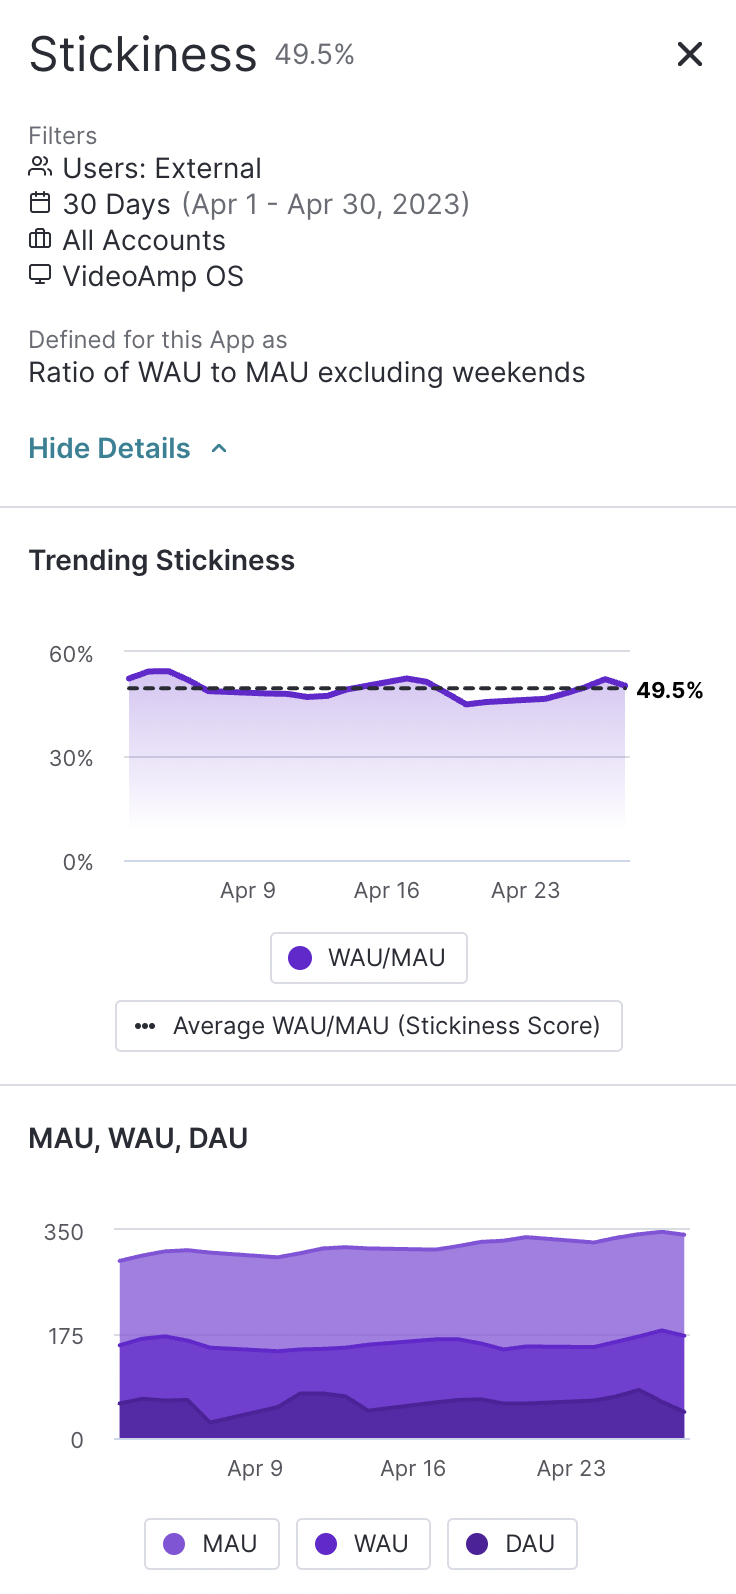 Stickiness 49.5%
Filters
Users: External
30 Days (Apr 1 - Apr 30, 2023)
All Accounts
VideoAmp OS
Defined for this App as
Ratio of WAU to MAU excluding weekends
Hide Details
Trending Stickiness
60%
49.5%
30%
0%
Apr 9 Apr 16 Apr 23
WAU/MAU
Average WAU/MAU (Stickiness Score)
MAU, WAU, DAU
350
175
0
Apr 9 Apr 16 Apr 23
MAU WAU DAU